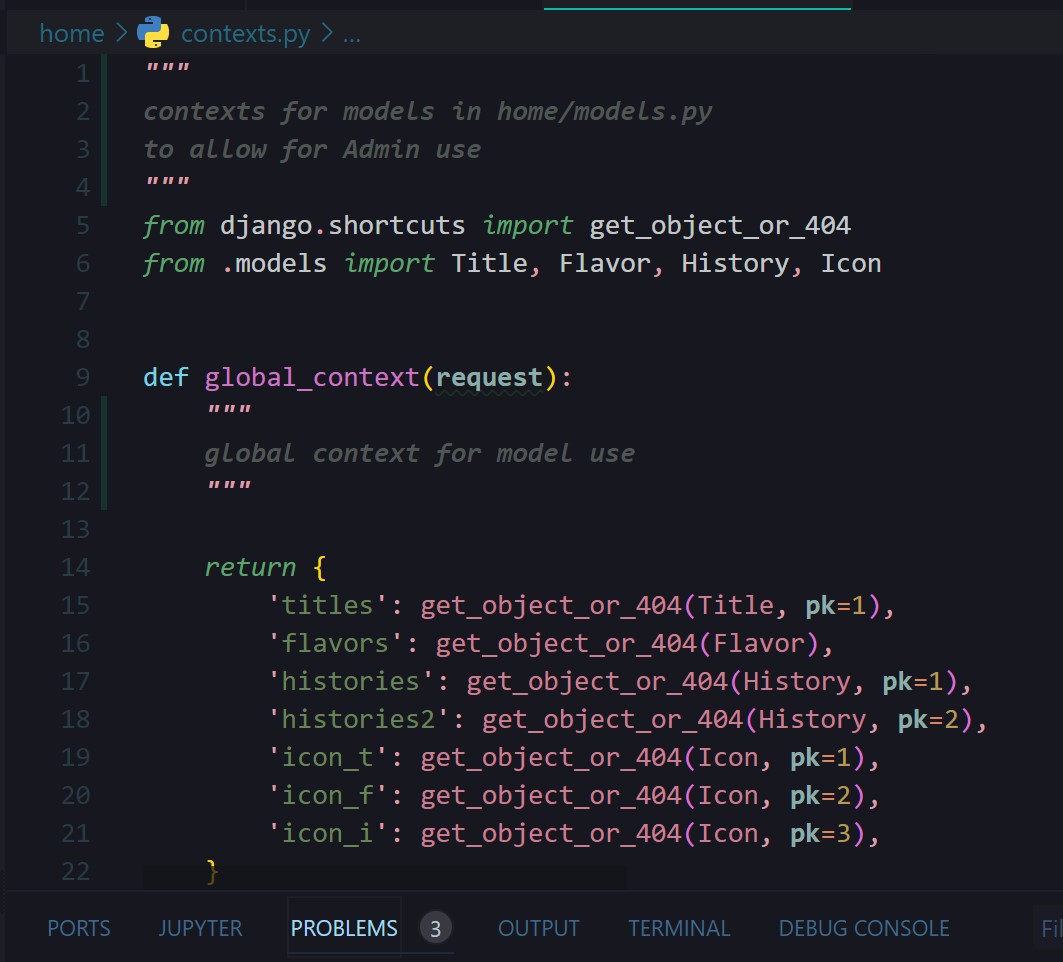 home > contexts.py > ...
1 """
2 contexts for models in home/models.py
3 to allow for Admin use
4 """
5 from django.shortcuts import get_object_or_404
6 from .models import Title, Flavor, History, Icon
7
8
9 def global_context(request):
10     """
11     global context for model use
12     """
13
14     return {
15         'titles': get_object_or_404(Title, pk=1),
16         'flavors': get_object_or_404(Flavor),
17         'histories': get_object_or_404(History, pk=1),
18         'histories2': get_object_or_404(History, pk=2),
19         'icon_t': get_object_or_404(Icon, pk=1),
20         'icon_f': get_object_or_404(Icon, pk=2),
21         'icon_i': get_object_or_404(Icon, pk=3),
22     }
PORTS JUPYTER PROBLEMS 3 OUTPUT TERMINAL DEBUG CONSOLE